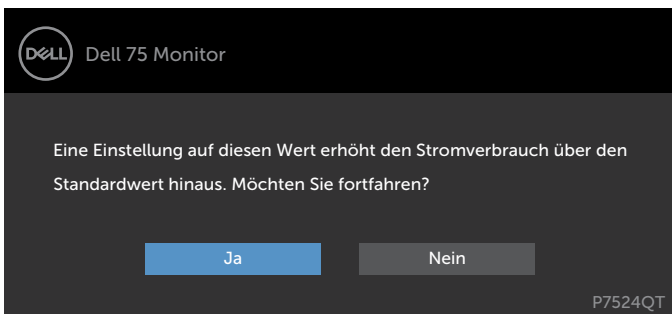 DELL Dell 75 Monitor
Eine Einstellung auf diesen Wert erhöht den Stromverbrauch über den
Standardwert hinaus. Möchten Sie fortfahren?
Ja Nein
P7524QT